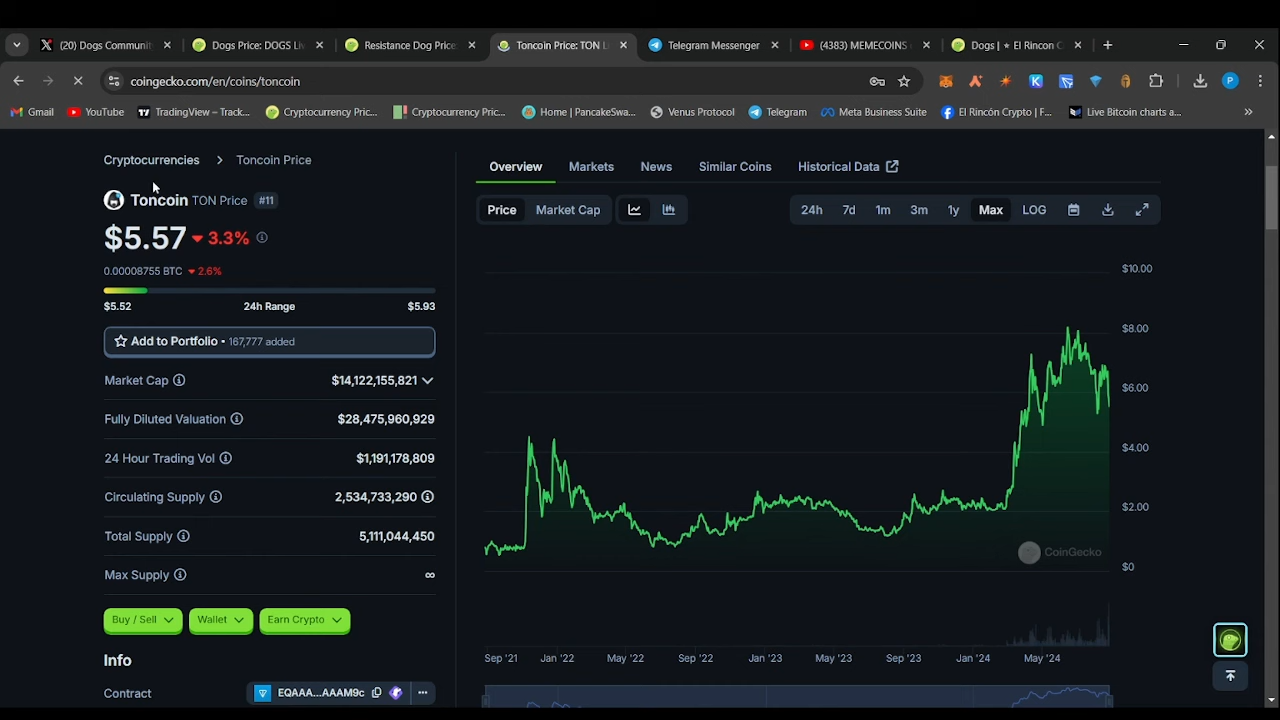 (20) Dogs Communit
Dogs Price: DOGS Li
Resistance Dog Price:
Toncoin Price: TON L
Telegram Messenger
(4383) MEMECOINS
Dogs | ★ El Rincon C
coingecko.com/en/coins/toncoin
P
Gmail
YouTube
TradingView – Track...
Cryptocurrency Pric...
Cryptocurrency Pric...
Home | PancakeSwa...
Venus Protocol
Telegram
Meta Business Suite
El Rincón Crypto | F...
Live Bitcoin charts a...
Cryptocurrencies > Toncoin Price
Toncoin TON Price #11
$5.57 3.3%
0.00008755 BTC 2.6%
$5.52 24h Range $5.93
Add to Portfolio • 167,777 added
Market Cap $14,122,155,821
Fully Diluted Valuation $28,475,960,929
24 Hour Trading Vol $1,191,178,809
Circulating Supply 2,534,733,290
Total Supply 5,111,044,450
Max Supply ∞
Buy / Sell Wallet Earn Crypto
Info
Contract EQAAA...AAAM9c
Overview Markets News Similar Coins Historical Data
Price Market Cap
24h 7d 1m 3m 1y Max LOG
$10.00
$8.00
$6.00
$4.00
$2.00
$0
CoinGecko
Sep '21 Jan '22 May '22 Sep '22 Jan '23 May '23 Sep '23 Jan '24 May '24